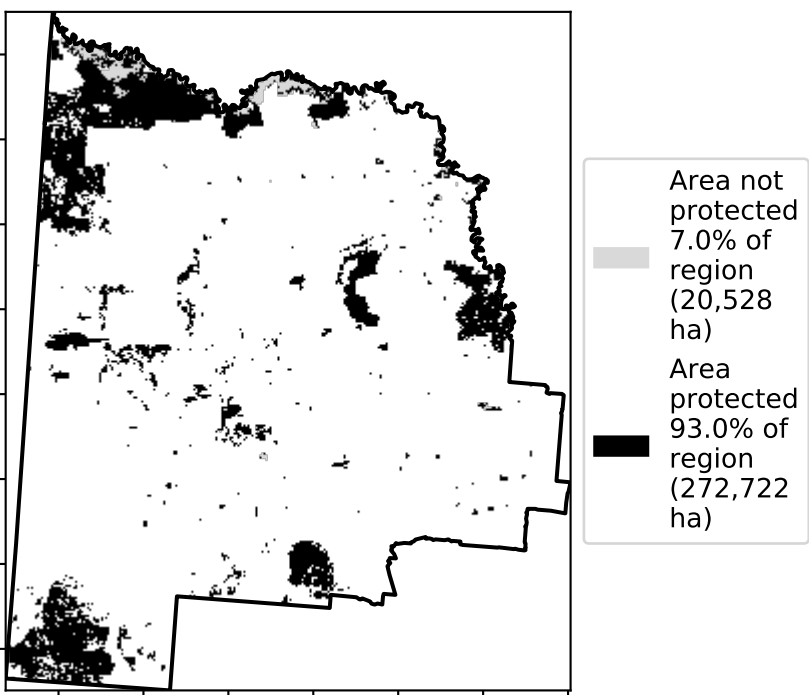 Area not
protected
7.0% of
region
(20,528
ha)
Area
protected
93.0% of
region
(272,722
ha)